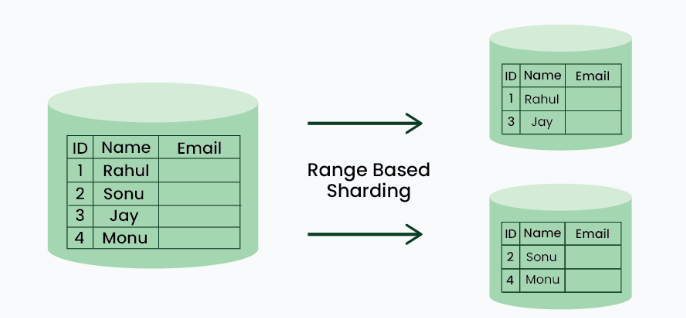 ID Name Email
1 Rahul
2 Sonu
3 Jay
4 Monu
Range Based
Sharding
ID Name Email
1 Rahul
3 Jay
ID Name Email
2 Sonu
4 Monu